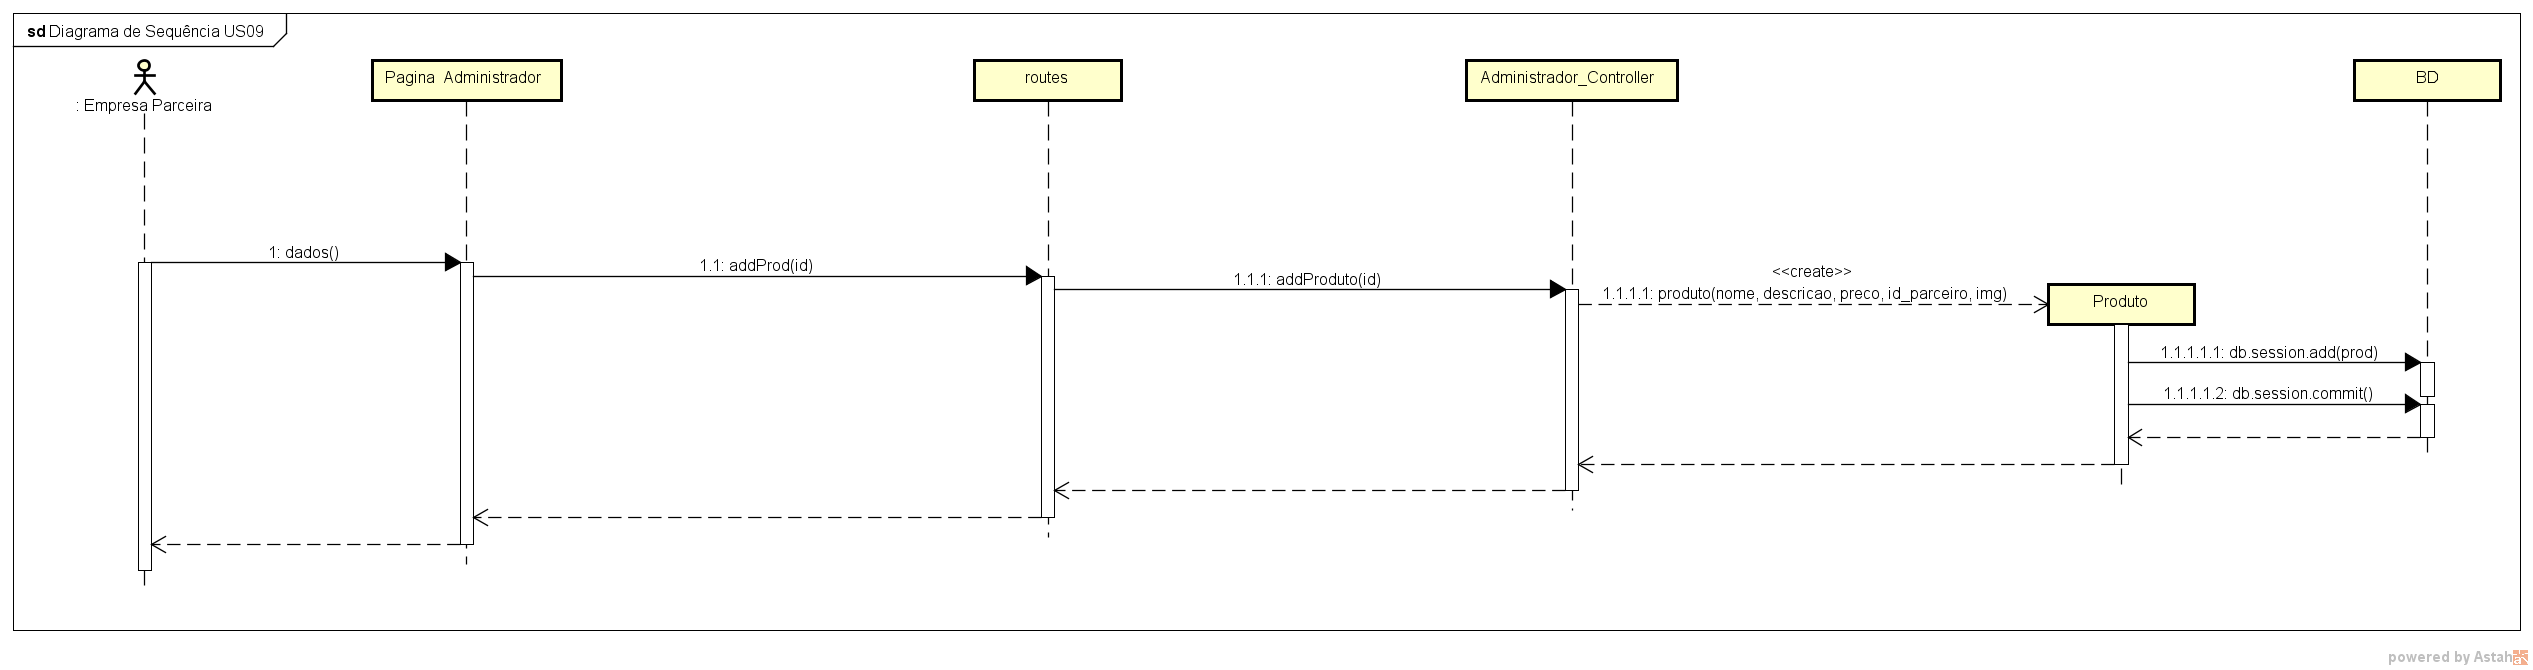 sd Diagrama de Sequência US09
: Empresa Parceira
Pagina Administrador
routes
Administrador_Controller
BD
1: dados()
1.1: addProd(id)
1.1.1: addProduto(id)
<<create>>
1.1.1.1: produto(nome, descricao, preco, id_parceiro, img)
Produto
1.1.1.1.1: db.session.add(prod)
1.1.1.1.2: db.session.commit()
powered by Astah